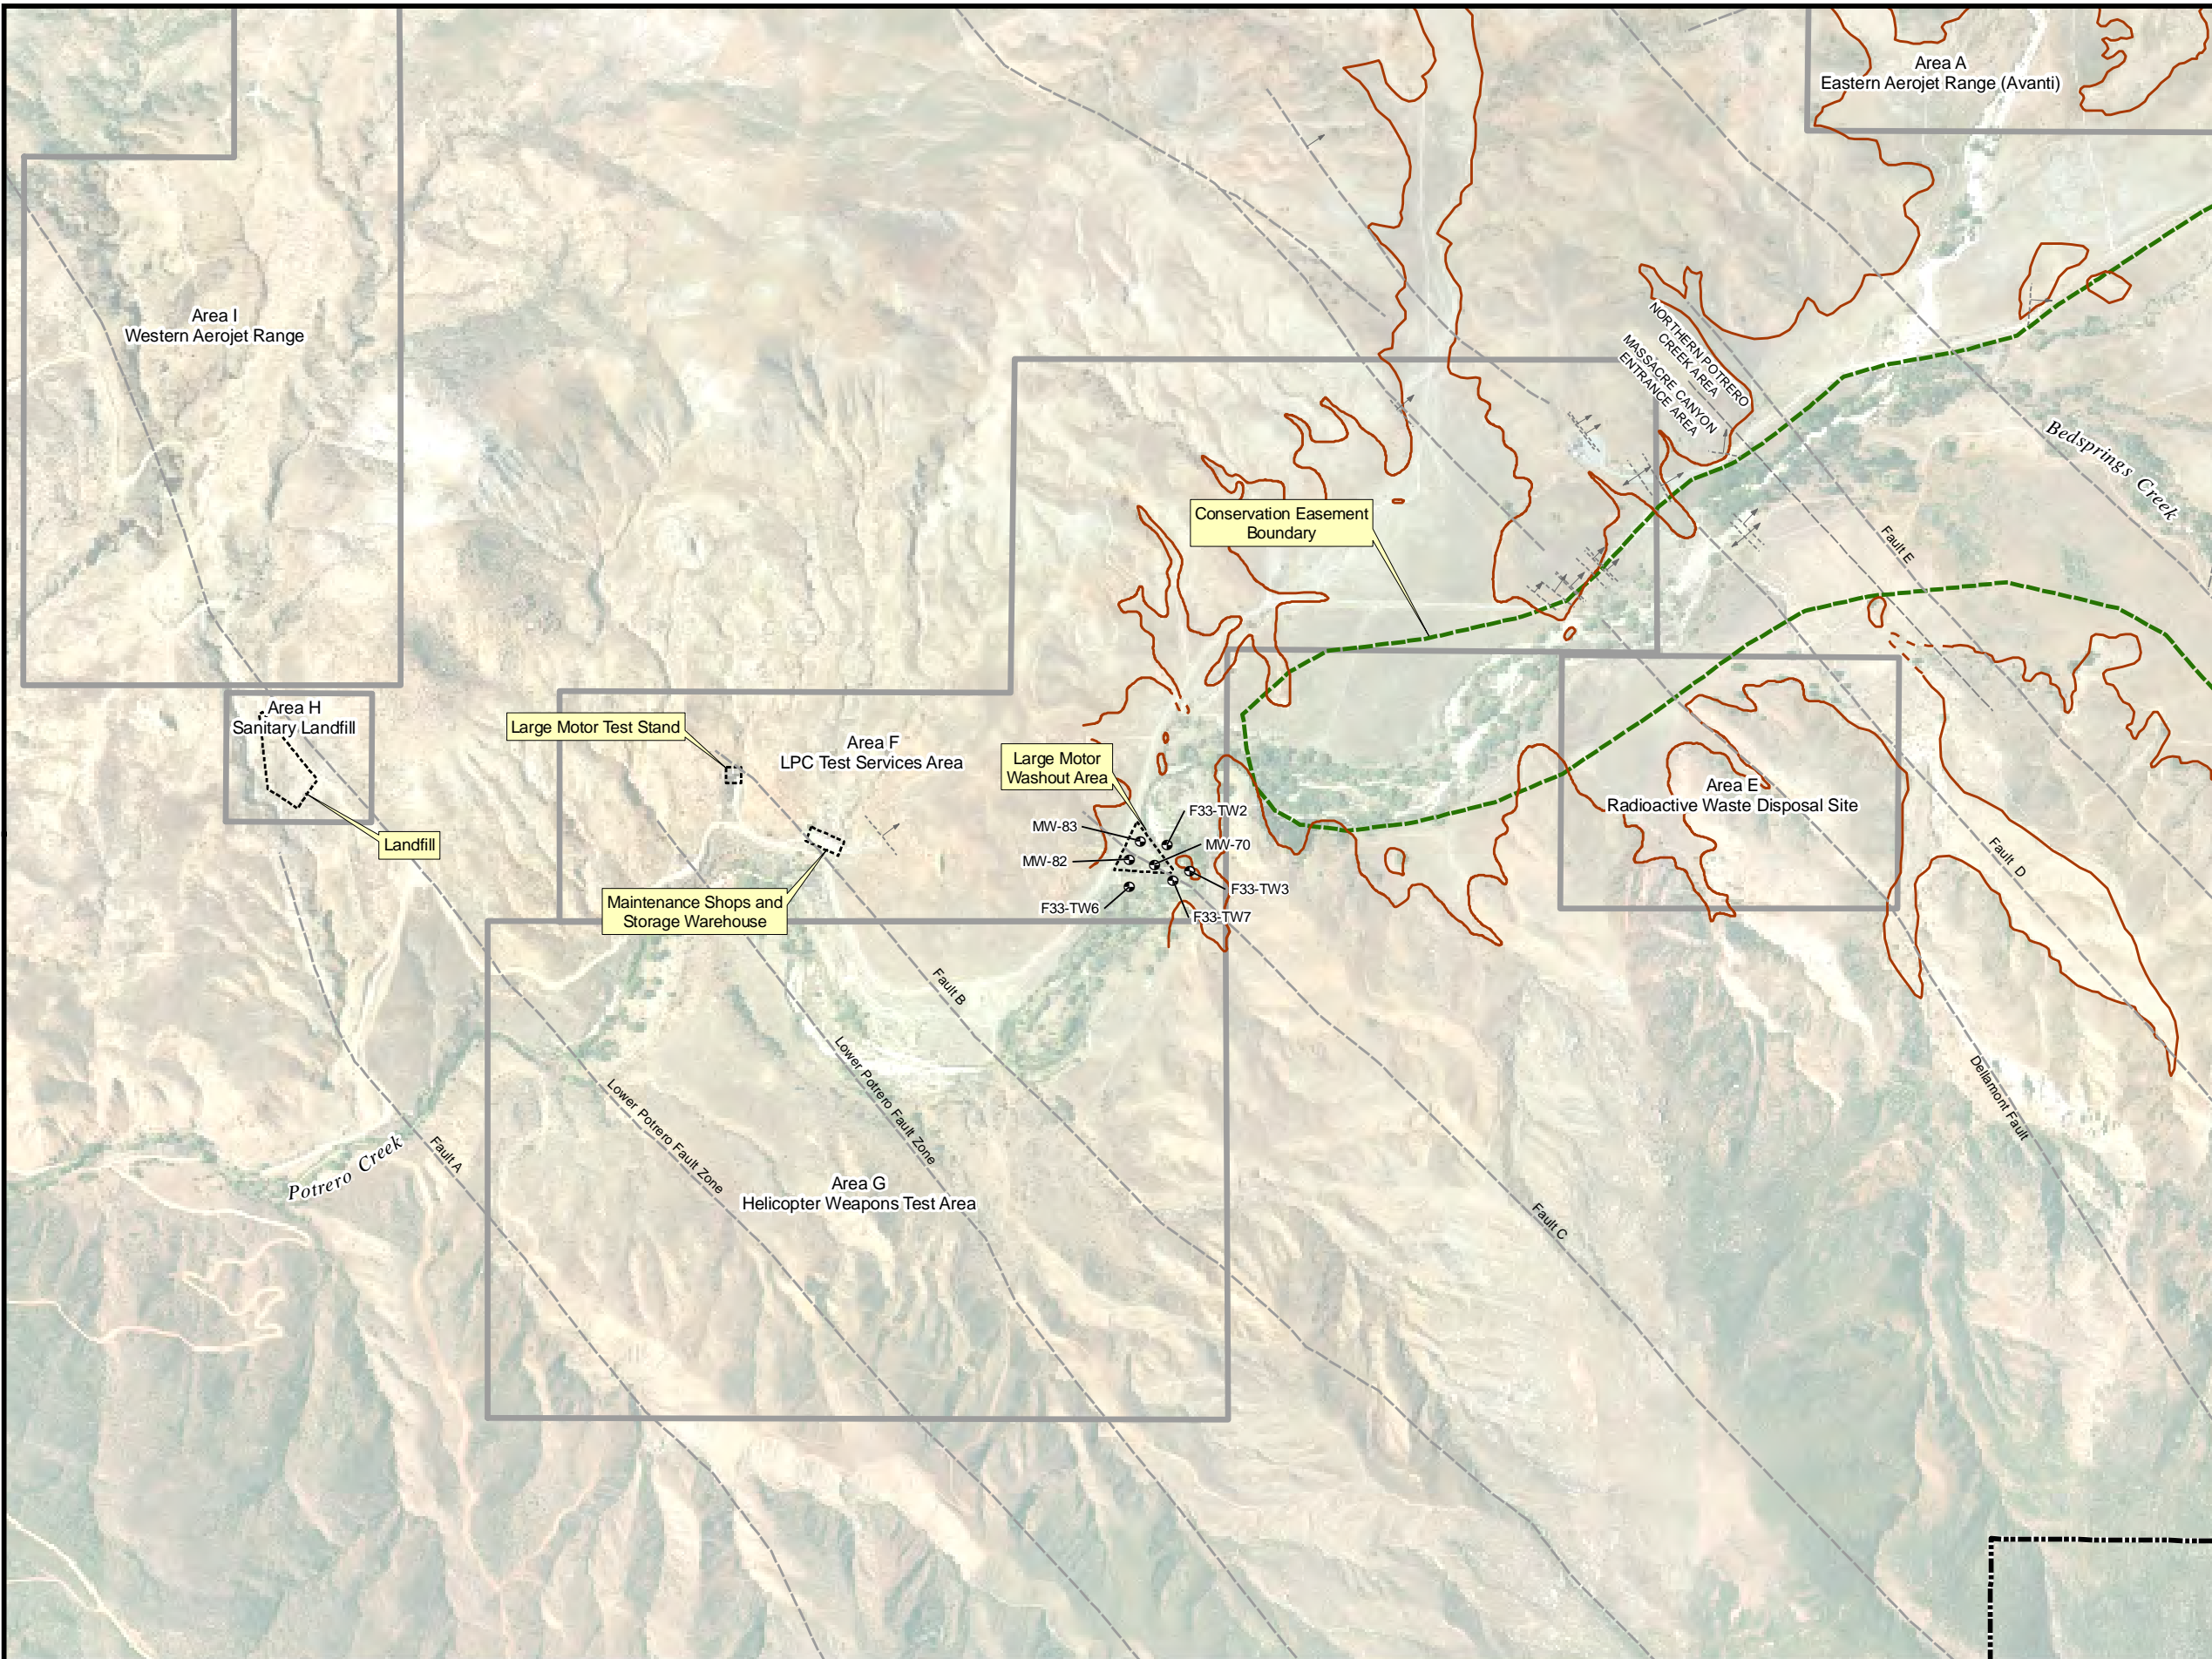 Area A
Eastern Aerojet Range (Avanti)
Area I
Western Aerojet Range
NORTHERN POTRERO
CREEK AREA
MASSACRE CANYON
ENTRANCE AREA
Bedsprings Creek
Conservation Easement
Boundary
Fault E
Area H
Sanitary Landfill
Large Motor Test Stand
Area F
LPC Test Services Area
Large Motor
Washout Area
Area E
Radioactive Waste Disposal Site
F33-TW2
MW-83
MW-70
Landfill
MW-82
Fault D
F33-TW3
Maintenance Shops and
Storage Warehouse
F33-TW6
F33-TW7
Fault B
Lower Potrero Fault Zone
Dellamont Fault
Lower Potrero Fault Zone
Potrero Creek
Fault A
Area G
Helicopter Weapons Test Area
Fault C